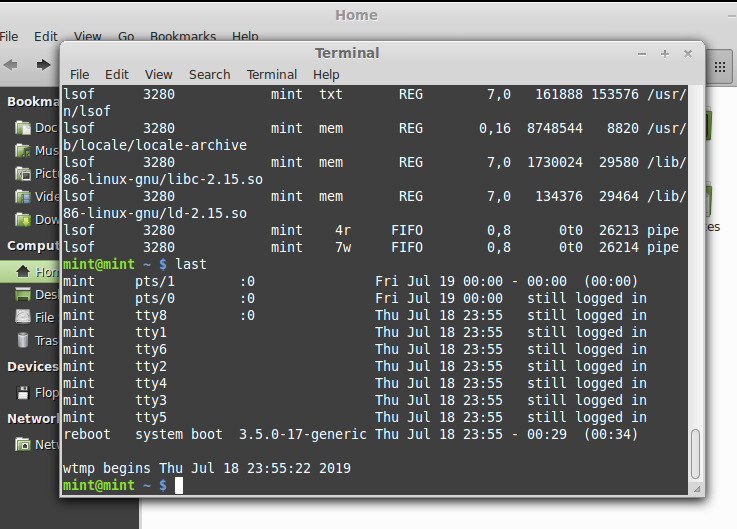 Home
File Edit View Go Bookmarks Help
Terminal
File Edit View Search Terminal Help
Bookma
Doc
Mus
Pict
Vide
Dow
Comput
Hom
Desk
File
Tras
Devices
Flop
Networ
Netw
es
lsof 3280 mint txt REG 7,0 161888 153576 /usr/
n/lsof
lsof 3280 mint mem REG 0,16 8748544 8820 /usr/
b/locale/locale-archive
lsof 3280 mint mem REG 7,0 1730024 29580 /lib/
86-linux-gnu/libc-2.15.so
lsof 3280 mint mem REG 7,0 134376 29464 /lib/
86-linux-gnu/ld-2.15.so
lsof 3280 mint 4r FIFO 0,8 0t0 26213 pipe
lsof 3280 mint 7w FIFO 0,8 0t0 26214 pipe
mint@mint ~ $ last
mint pts/1 :0 Fri Jul 19 00:00 - 00:00 (00:00)
mint pts/0 :0 Fri Jul 19 00:00 still logged in
mint tty8 :0 Thu Jul 18 23:55 still logged in
mint tty1 Thu Jul 18 23:55 still logged in
mint tty6 Thu Jul 18 23:55 still logged in
mint tty2 Thu Jul 18 23:55 still logged in
mint tty4 Thu Jul 18 23:55 still logged in
mint tty3 Thu Jul 18 23:55 still logged in
mint tty5 Thu Jul 18 23:55 still logged in
reboot system boot 3.5.0-17-generic Thu Jul 18 23:55 - 00:29 (00:34)
wtmp begins Thu Jul 18 23:55:22 2019
mint@mint ~ $